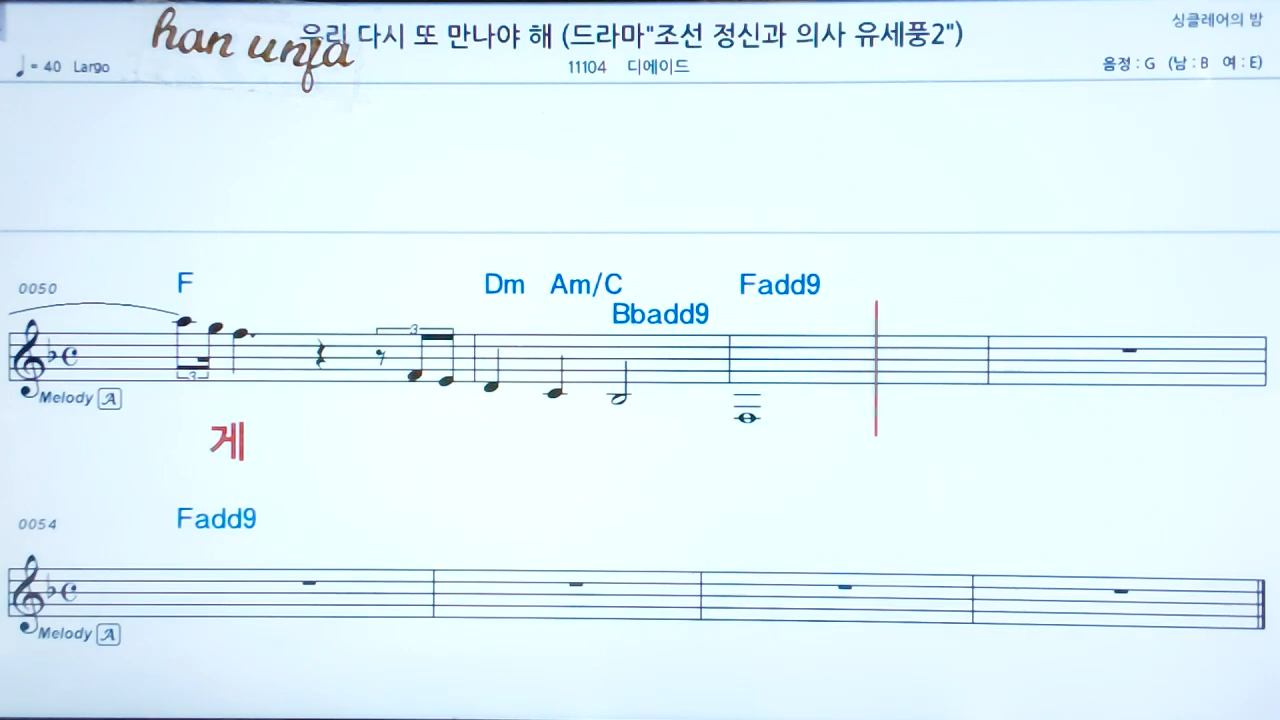 싱클레어의 밤
han unja
우리 다시 또 만나야 해 (드라마"조선 정신과 의사 유세풍2")
♩= 40 Largo 11104 디에이드 음정 : G (남 : B 여 : E)
F Dm Am/C Fadd9
0050
Bbadd9
3
3
Melody A
게
0054 Fadd9
Melody A